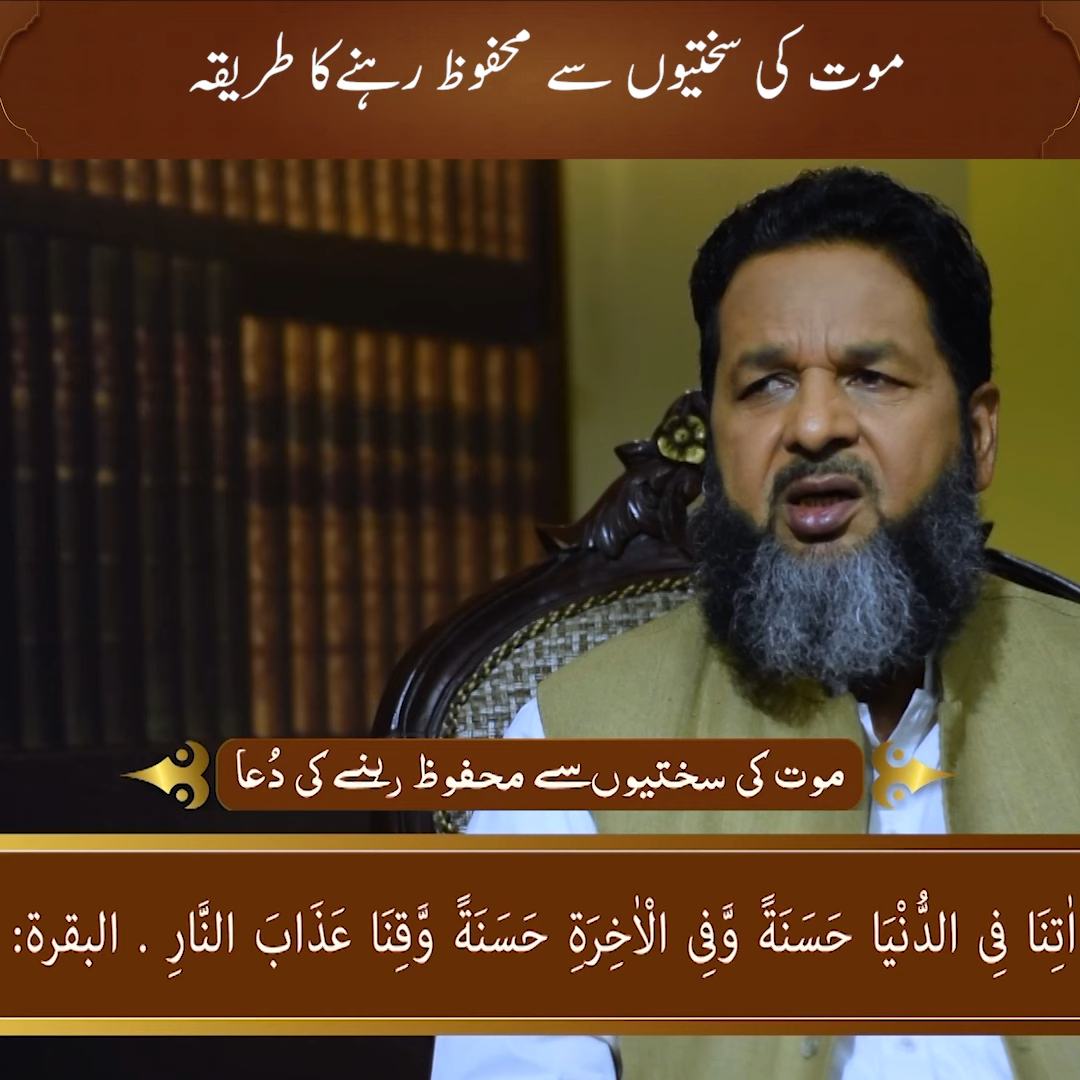 موت کی سختیوں سے محفوظ رہنے کا طریقہ
موت کی سختیوں سے محفوظ رہنے کی دُعا
اٰتِنَا فِي الدُّنْيَا حَسَنَةً وَّفِي الْاٰخِرَةِ حَسَنَةً وَّقِنَا عَذَابَ النَّارِ . البقرة: